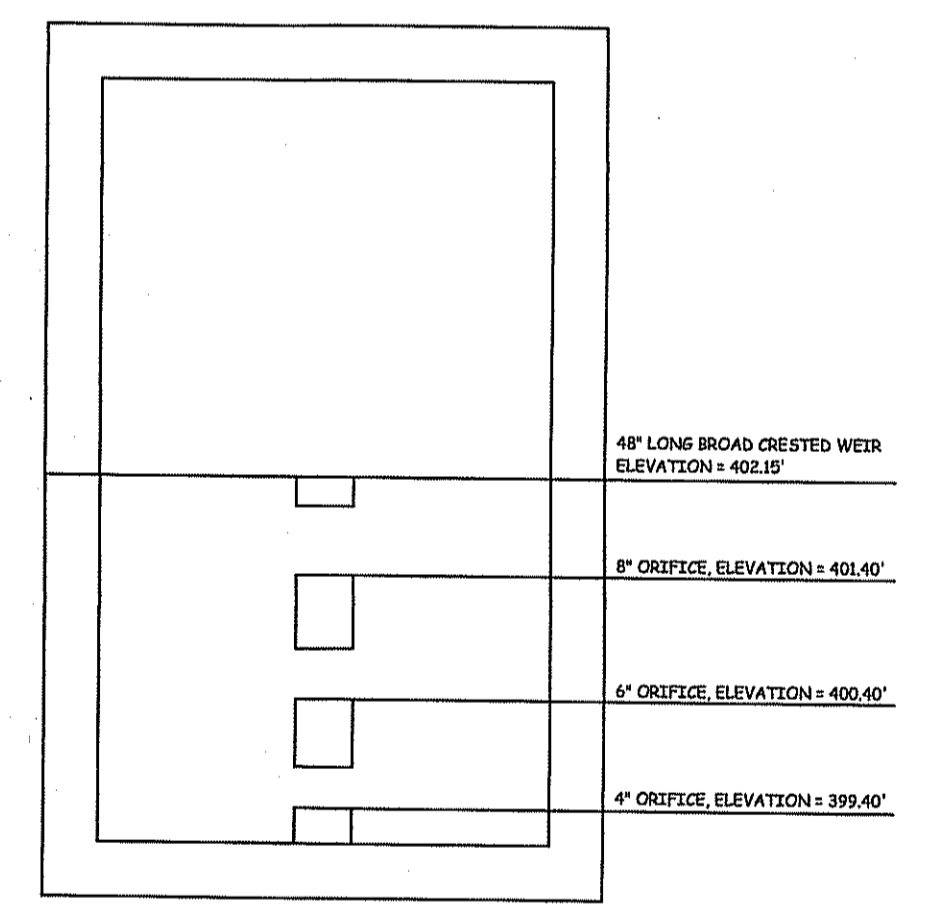 48" LONG BROAD CRESTED WEIR
ELEVATION = 402.15'
8" ORIFICE, ELEVATION = 401.40'
6" ORIFICE, ELEVATION = 400.40'
4" ORIFICE, ELEVATION = 399.40'